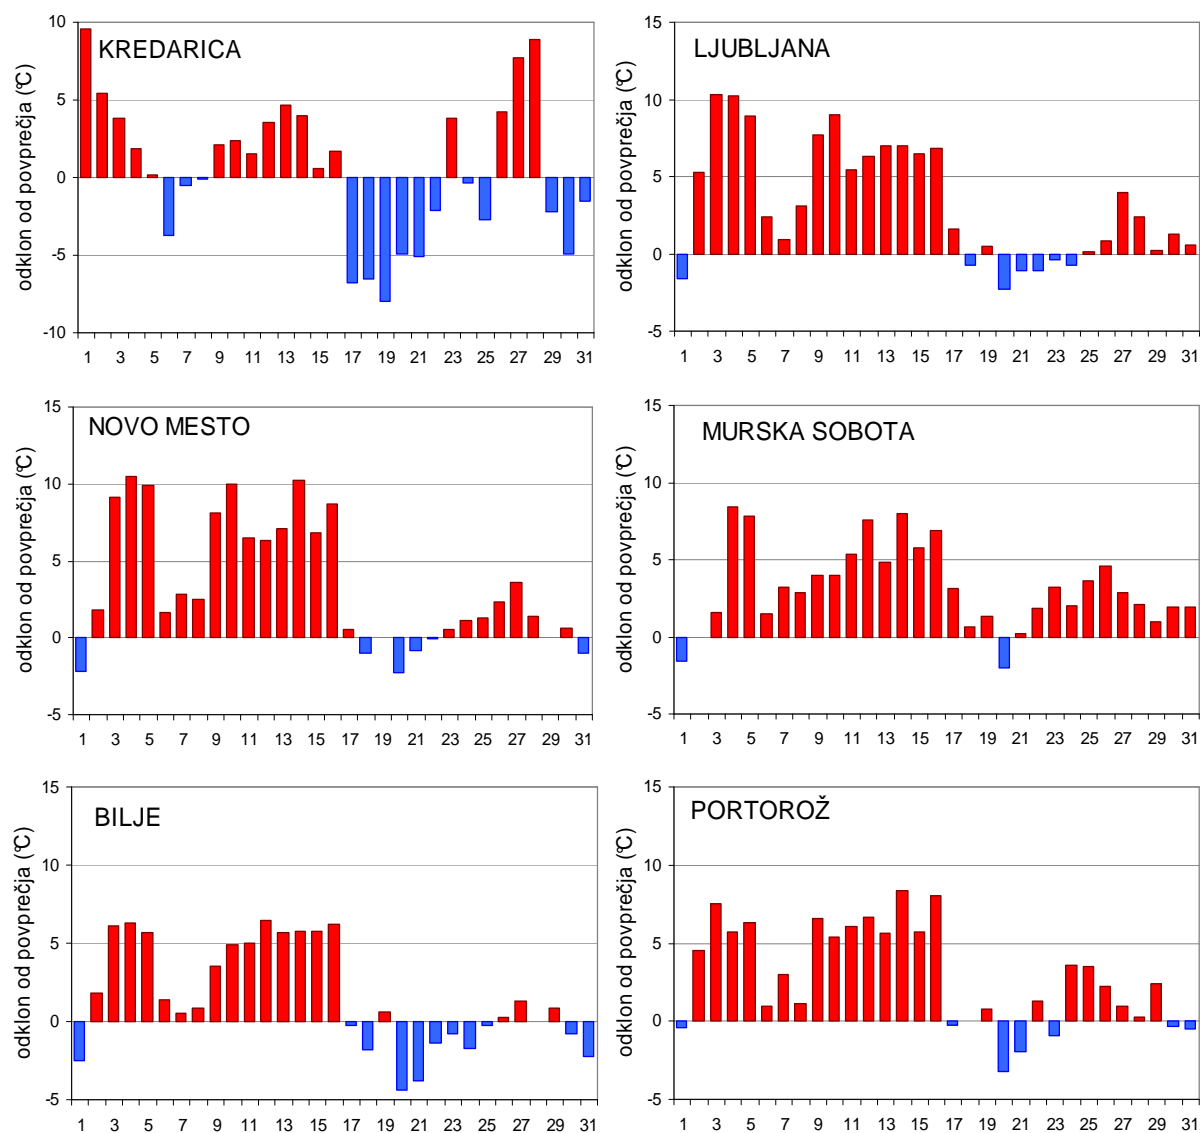 KREDARICA
odklon od povprečja (°C)
10
5
0
-5
-10
1 3 5 7 9 11 13 15 17 19 21 23 25 27 29 31
LJUBLJANA
odklon od povprečja (°C)
15
10
5
0
-5
1 3 5 7 9 11 13 15 17 19 21 23 25 27 29 31
NOVO MESTO
odklon od povprečja (°C)
15
10
5
0
-5
1 3 5 7 9 11 13 15 17 19 21 23 25 27 29 31
MURSKA SOBOTA
odklon od povprečja (°C)
15
10
5
0
-5
1 3 5 7 9 11 13 15 17 19 21 23 25 27 29 31
BILJE
odklon od povprečja (°C)
15
10
5
0
-5
1 3 5 7 9 11 13 15 17 19 21 23 25 27 29 31
PORTOROŽ
odklon od povprečja (°C)
15
10
5
0
-5
1 3 5 7 9 11 13 15 17 19 21 23 25 27 29 31